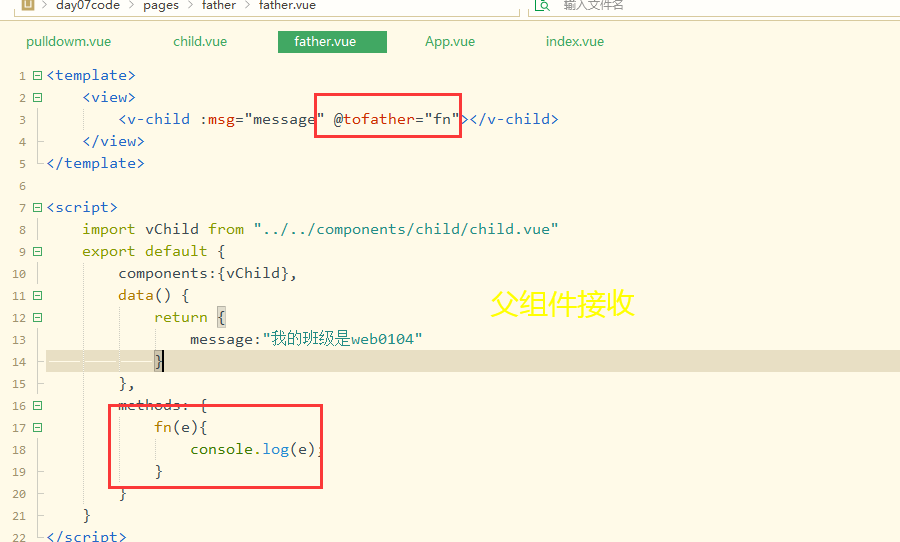 day07code > pages > father > father.vue
输入文件名
pulldowm.vue child.vue father.vue App.vue index.vue
1 <template>
2 <view>
3 <v-child :msg="message" @tofather="fn"></v-child>
4 </view>
5 </template>
6
7 <script>
8 import vChild from "../../components/child/child.vue"
9 export default {
10 components:{vChild},
11 data() {
12 return {
13 message:"我的班级是web0104"
14 }
15 },
16 methods: {
17 fn(e){
18 console.log(e);
19 }
20 }
21 }
22 </script>
父组件接收